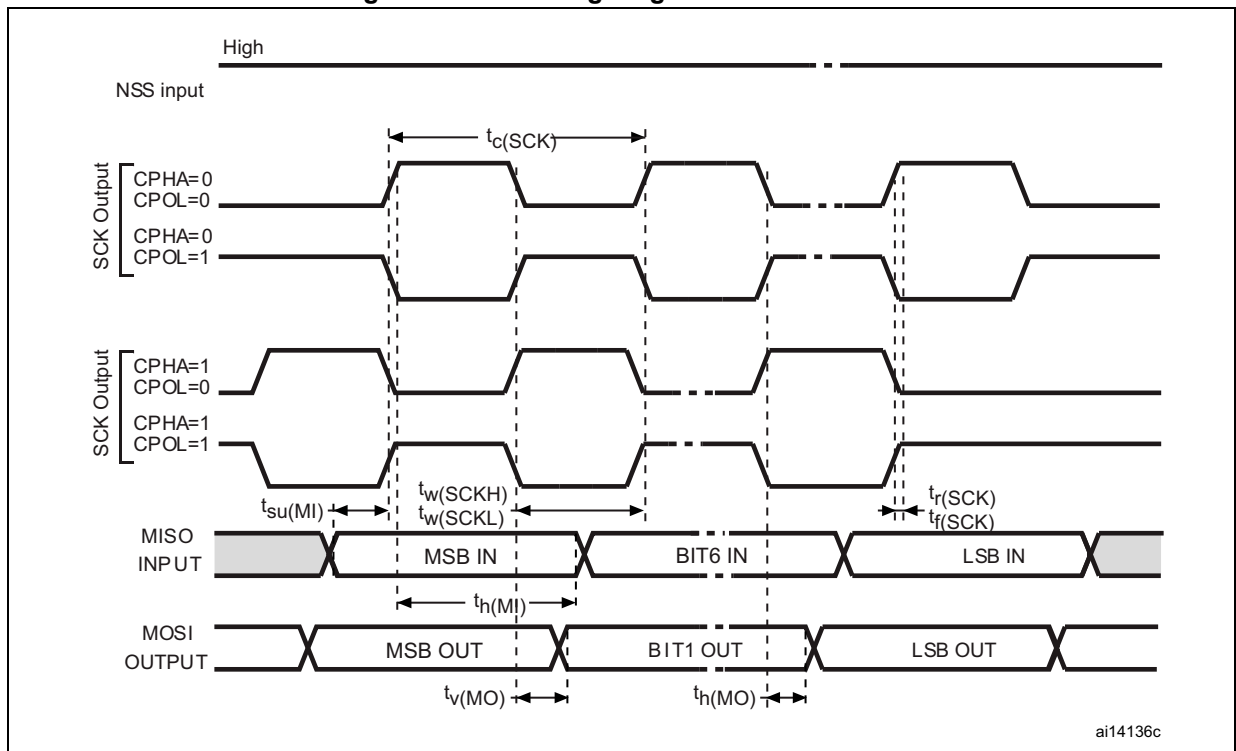 High
NSS input
tc(SCK)
SCK Output
CPHA=0
CPOL=0
CPHA=0
CPOL=1
SCK Output
CPHA=1
CPOL=0
CPHA=1
CPOL=1
tsu(MI)
tw(SCKH)
tw(SCKL)
tr(SCK)
tf(SCK)
MISO
INPUT
MSB IN
BIT6 IN
LSB IN
th(MI)
MOSI
OUTPUT
MSB OUT
BIT1 OUT
LSB OUT
tv(MO)
th(MO)
ai14136c